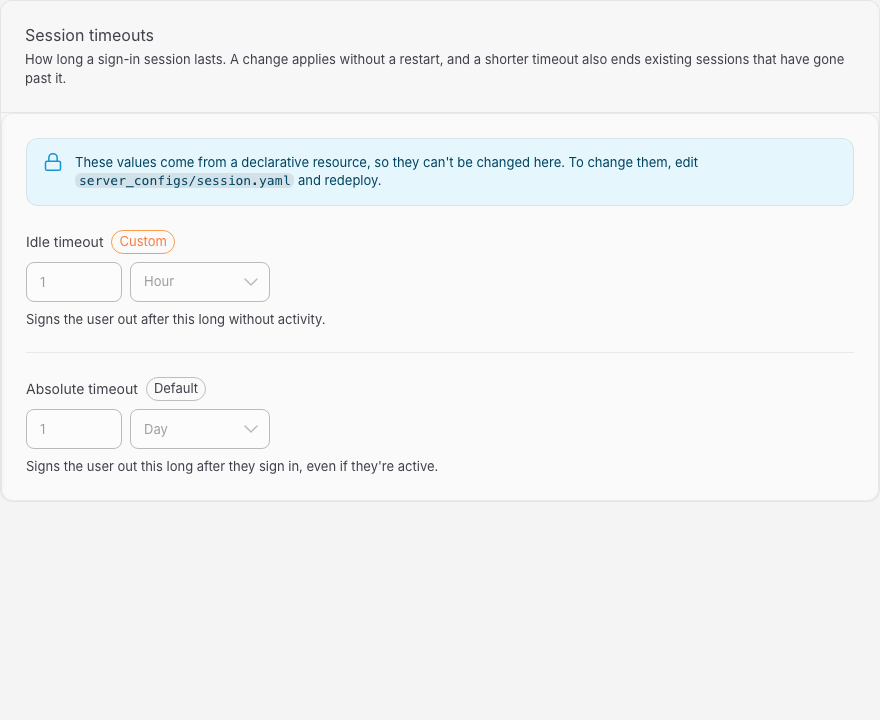 Session timeouts
How long a sign-in session lasts. A change applies without a restart, and a shorter timeout also ends existing sessions that have gone
past it.
These values come from a declarative resource, so they can't be changed here. To change them, edit
server_configs/session.yaml and redeploy.
Idle timeout Custom
1 Hour
Signs the user out after this long without activity.
Absolute timeout Default
1 Day
Signs the user out this long after they sign in, even if they're active.